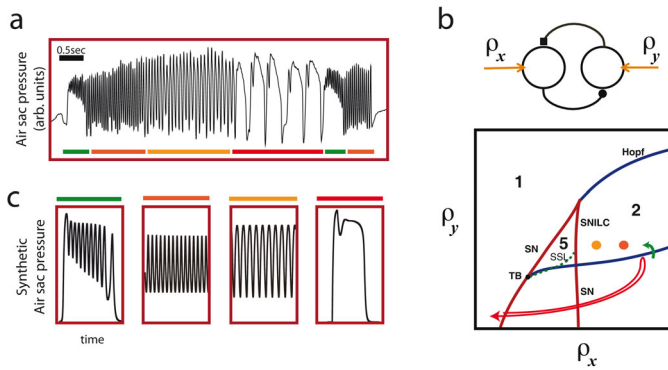 a
0.5sec
Air sac pressure
(arb. units)
c
Synthetic
Air sac pressure
time
b
ρx
ρy
Hopf
1
2
SNILC
ρy
SN
5
SSL
TB
SN
ρx